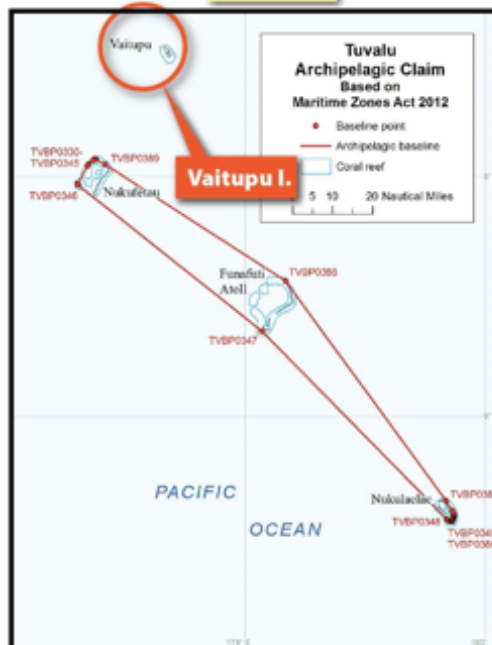 Vaitupu
Tuvalu
Archipelagic Claim
Based on
Maritime Zones Act 2012
Baseline point
Archipelagic baseline
Coral reef
5 10 20 Nautical Miles
TVBP0330-
TVBP0345
TVBP0389
Vaitupu I.
TVBP0346
Nukufetau
Funafuti
Atoll
TVBP0388
TVBP0347
PACIFIC
OCEAN
Nukulaelae
TVBP0348